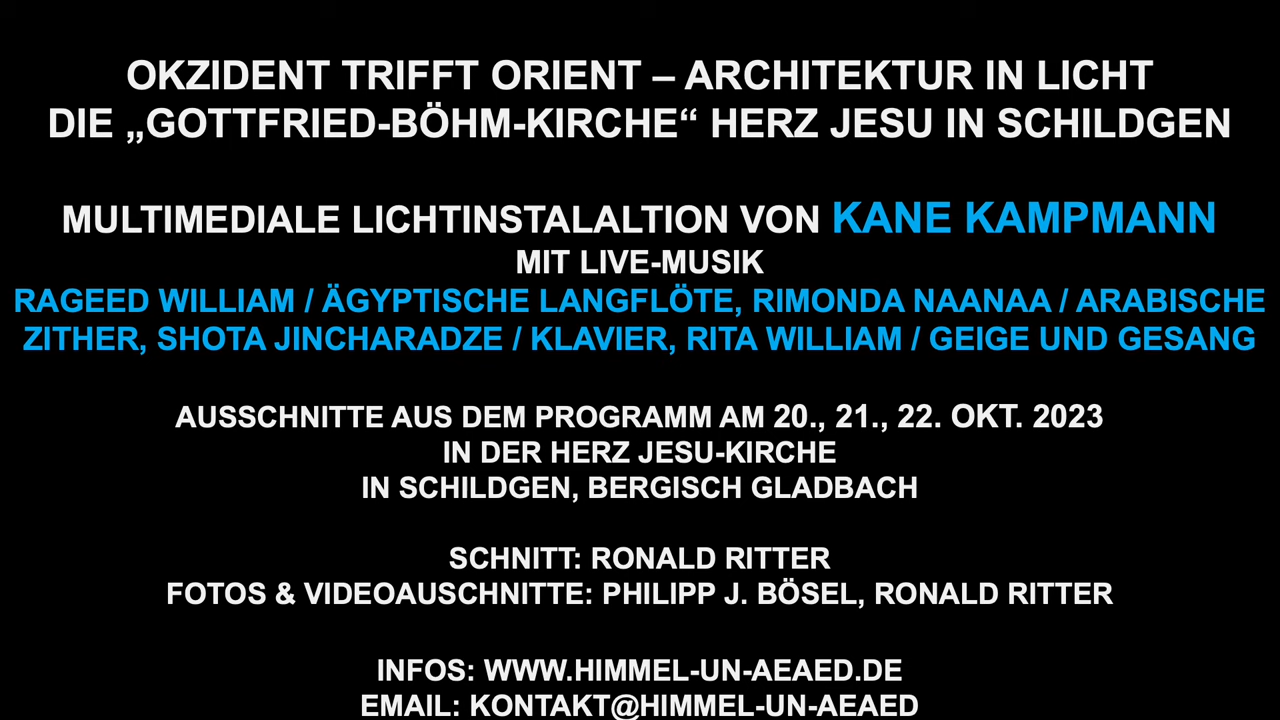 OKZIDENT TRIFFT ORIENT – ARCHITEKTUR IN LICHT
DIE „GOTTFRIED-BÖHM-KIRCHE“ HERZ JESU IN SCHILDGEN
MULTIMEDIALE LICHTINSTALALTION VON KANE KAMPMANN
MIT LIVE-MUSIK
RAGEED WILLIAM / ÄGYPTISCHE LANGFLÖTE, RIMONDA NAANAA / ARABISCHE
ZITHER, SHOTA JINCHARADZE / KLAVIER, RITA WILLIAM / GEIGE UND GESANG
AUSSCHNITTE AUS DEM PROGRAMM AM 20., 21., 22. OKT. 2023
IN DER HERZ JESU-KIRCHE
IN SCHILDGEN, BERGISCH GLADBACH
SCHNITT: RONALD RITTER
FOTOS & VIDEOAUSCHNITTE: PHILIPP J. BÖSEL, RONALD RITTER
INFOS: WWW.HIMMEL-UN-AEAED.DE
EMAIL: KONTAKT@HIMMEL-UN-AEAED